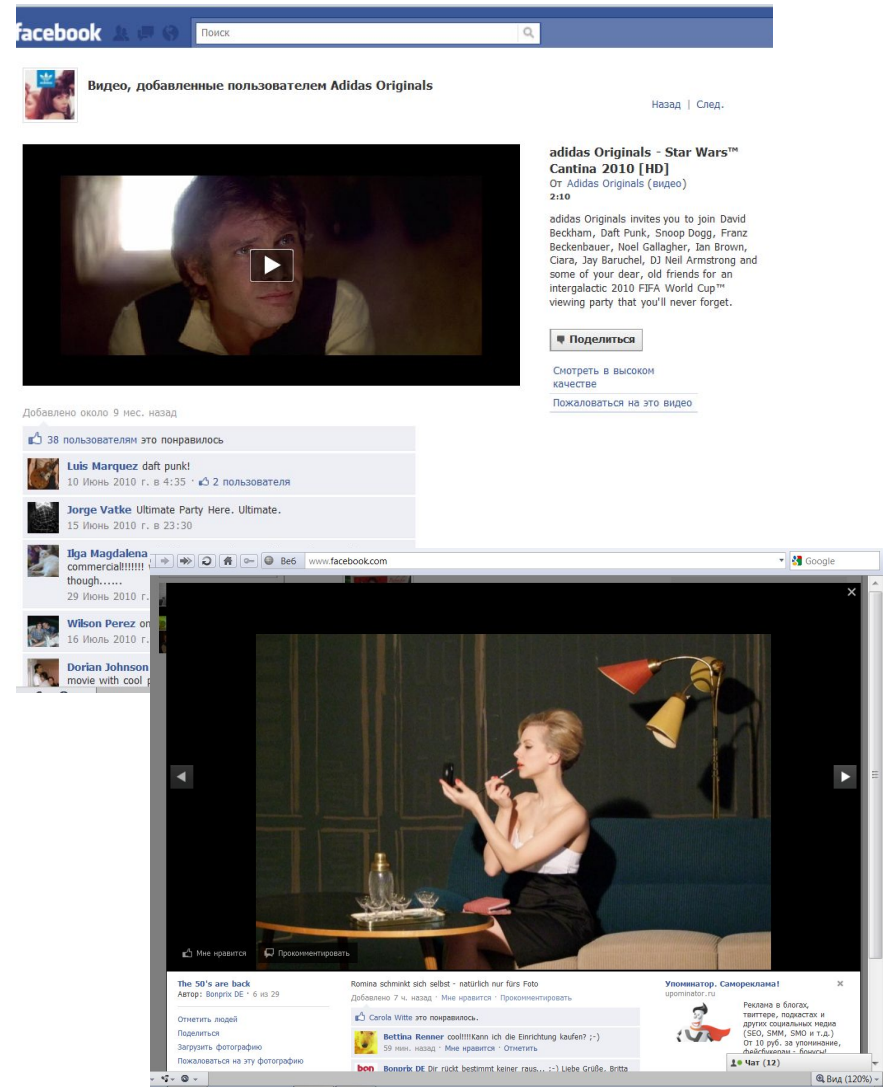 facebook
Поиск
Видео, добавленные пользователем Adidas Originals
Назад | След.
adidas Originals - Star Wars™
Cantina 2010 [HD]
От Adidas Originals (видео)
2:10
adidas Originals invites you to join David
Beckham, Daft Punk, Snoop Dogg, Franz
Beckenbauer, Noel Gallagher, Ian Brown,
Ciara, Jay Baruchel, DJ Neil Armstrong and
some of your dear, old friends for an
intergalactic 2010 FIFA World Cup™
viewing party that you'll never forget.
Поделиться
Смотреть в высоком
качестве
Пожаловаться на это видео
Добавлено около 9 мес. назад
38 пользователям это понравилось
Luis Marquez daft punk!
10 Июнь 2010 г. в 4:35 · 2 пользователя
Jorge Vatke Ultimate Party Here. Ultimate.
15 Июнь 2010 г. в 23:30
Ilga Magdalena
commercial!!!!!!!
though......
29 Июнь 2010 г.
Wilson Perez on
16 Июль 2010 г.
Dorian Johnson
movie with cool
Веб www.facebook.com
Google
Мне нравится Прокомментировать
The 50's are back
Автор: Bonprix DE · 6 из 29
Отметить людей
Поделиться
Загрузить фотографию
Пожаловаться на эту фотографию
Romina schminkt sich selbst - natürlich nur fürs Foto
Добавлено 7 ч. назад · Мне нравится · Прокомментировать
Carola Witte это понравилось.
Bettina Renner cool!!!!Kann ich die Einrichtung kaufen? ;-)
59 мин. назад · Мне нравится · Отметить
bon Bonprix DE Dir rückt bestimmt keiner raus... ;-) Liebe Grüße, Britta
Упоминатор. Самореклама!
upominator.ru
Реклама в блогах,
твиттере, подкастах и
других социальных медиа
(SEO, SMM, SMO и т.д.)
От 10 руб. за упоминание,
фейсбукерам - бонусы!
Чат (12)
Вид (120%)